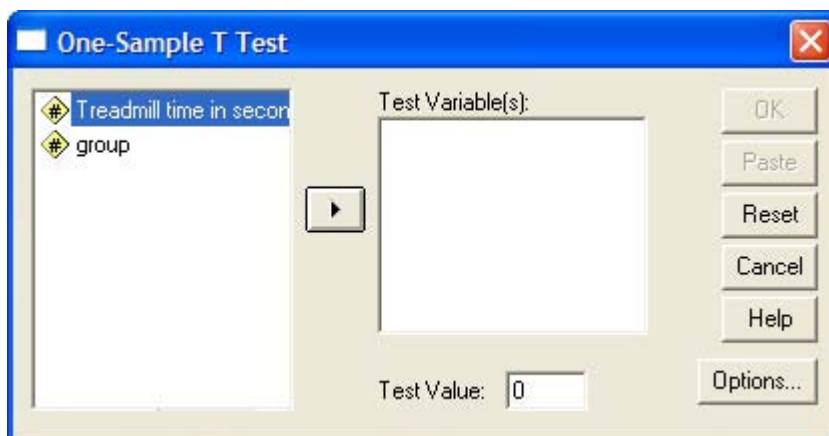 One-Sample T Test
# Treadmill time in secon
# group
Test Variable(s):
OK
Paste
Reset
Cancel
Help
Test Value: 0
Options...